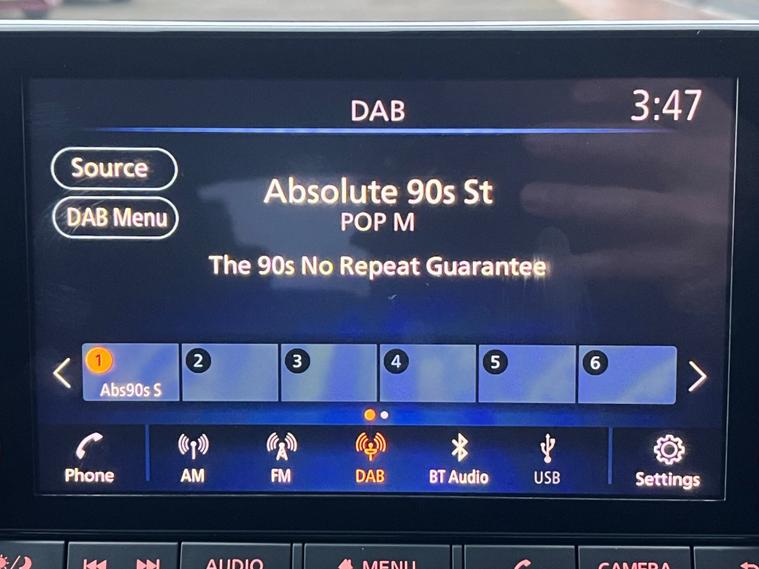 DAB
3:47
Source
DAB Menu
Absolute 90s St
POP M
The 90s No Repeat Guarantee
1 2 3 4 5 6
Abs90s S
Phone AM FM DAB BT Audio USB Settings
AUDIO MENU CAMERA